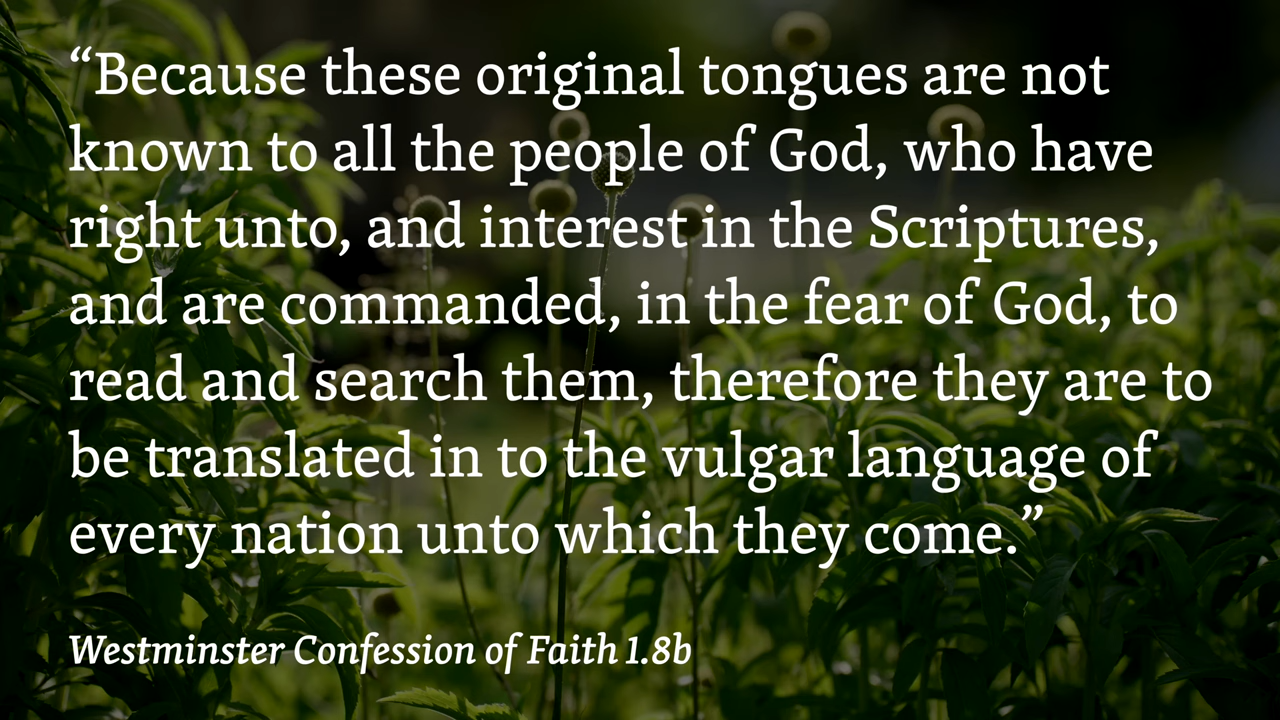 “Because these original tongues are not
known to all the people of God, who have
right unto, and interest in the Scriptures,
and are commanded, in the fear of God, to
read and search them, therefore they are to
be translated in to the vulgar language of
every nation unto which they come.”
Westminster Confession of Faith 1.8b